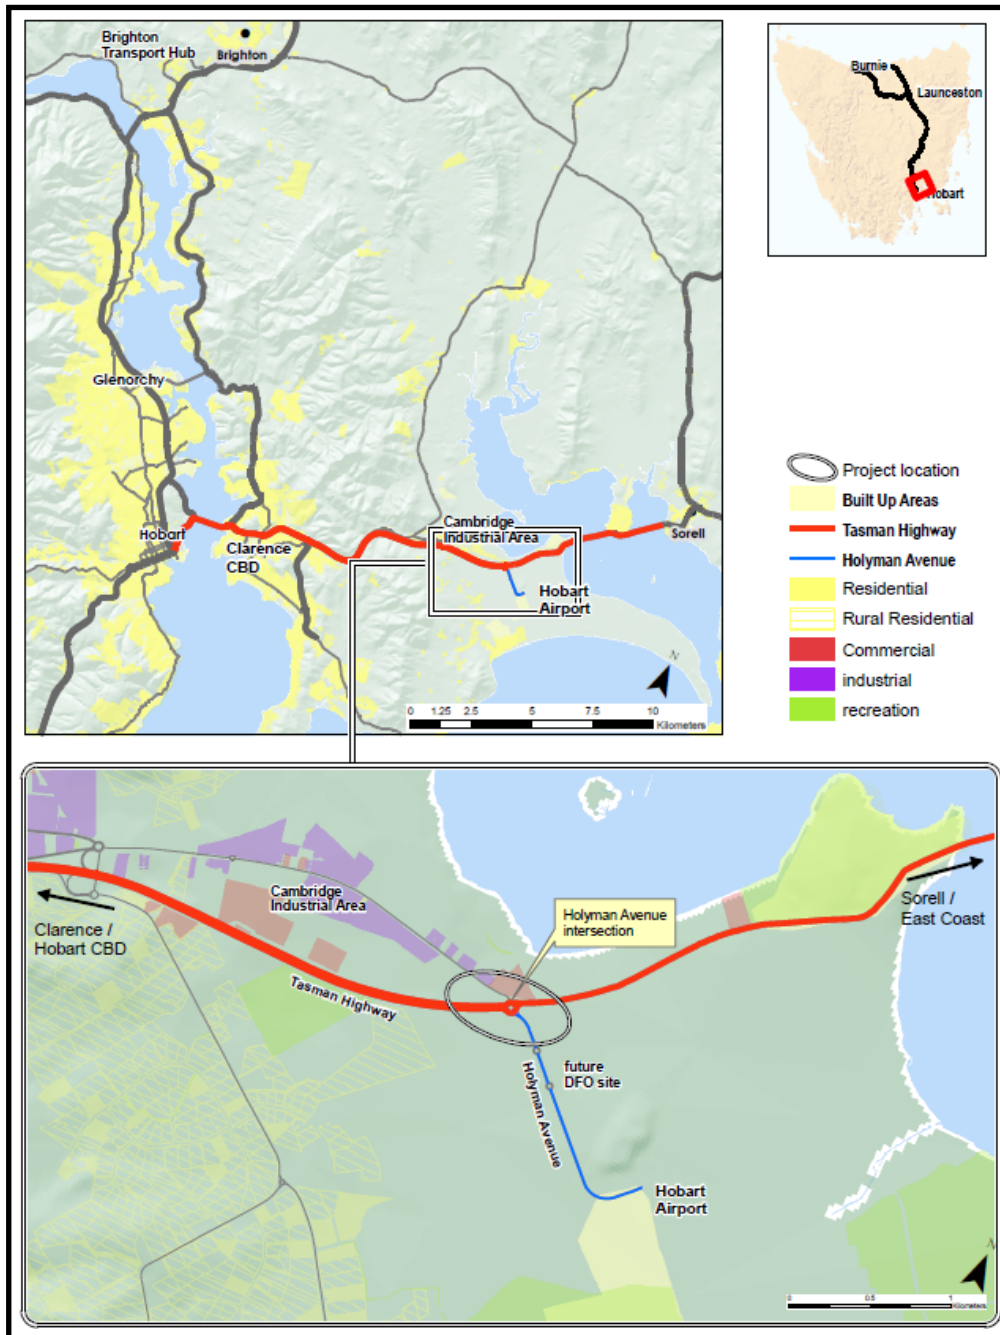 Brighton
Transport Hub
Brighton
Glenorchy
Hobart
Clarence
CBD
Cambridge
Industrial Area
Sorell
Hobart
Airport
N
0 1.25 2.5 5 7.5 10
Kilometers
Burnie
Launceston
Hobart
Project location
Built Up Areas
Tasman Highway
Holyman Avenue
Residential
Rural Residential
Commercial
industrial
recreation
Clarence /
Hobart CBD
Cambridge
Industrial Area
Tasman Highway
Holyman Avenue
intersection
Sorell /
East Coast
future
DFO site
Holyman Avenue
Hobart
Airport
N
0 0.5 1
Kilometers